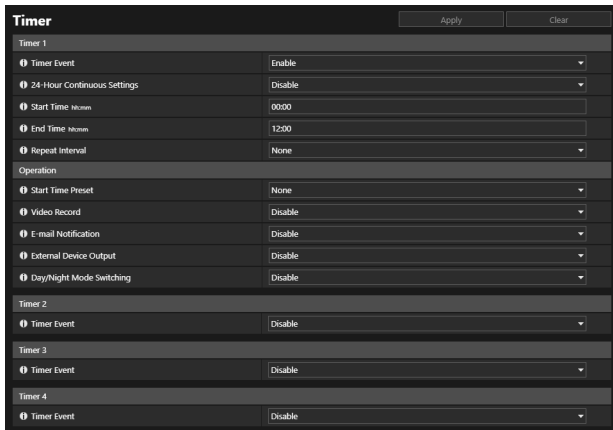 Timer Apply Clear
Timer 1
Timer Event Enable
24-Hour Continuous Settings Disable
Start Time hh:mm 00:00
End Time hh:mm 12:00
Repeat Interval None
Operation
Start Time Preset None
Video Record Disable
E-mail Notification Disable
External Device Output Disable
Day/Night Mode Switching Disable
Timer 2
Timer Event Disable
Timer 3
Timer Event Disable
Timer 4
Timer Event Disable